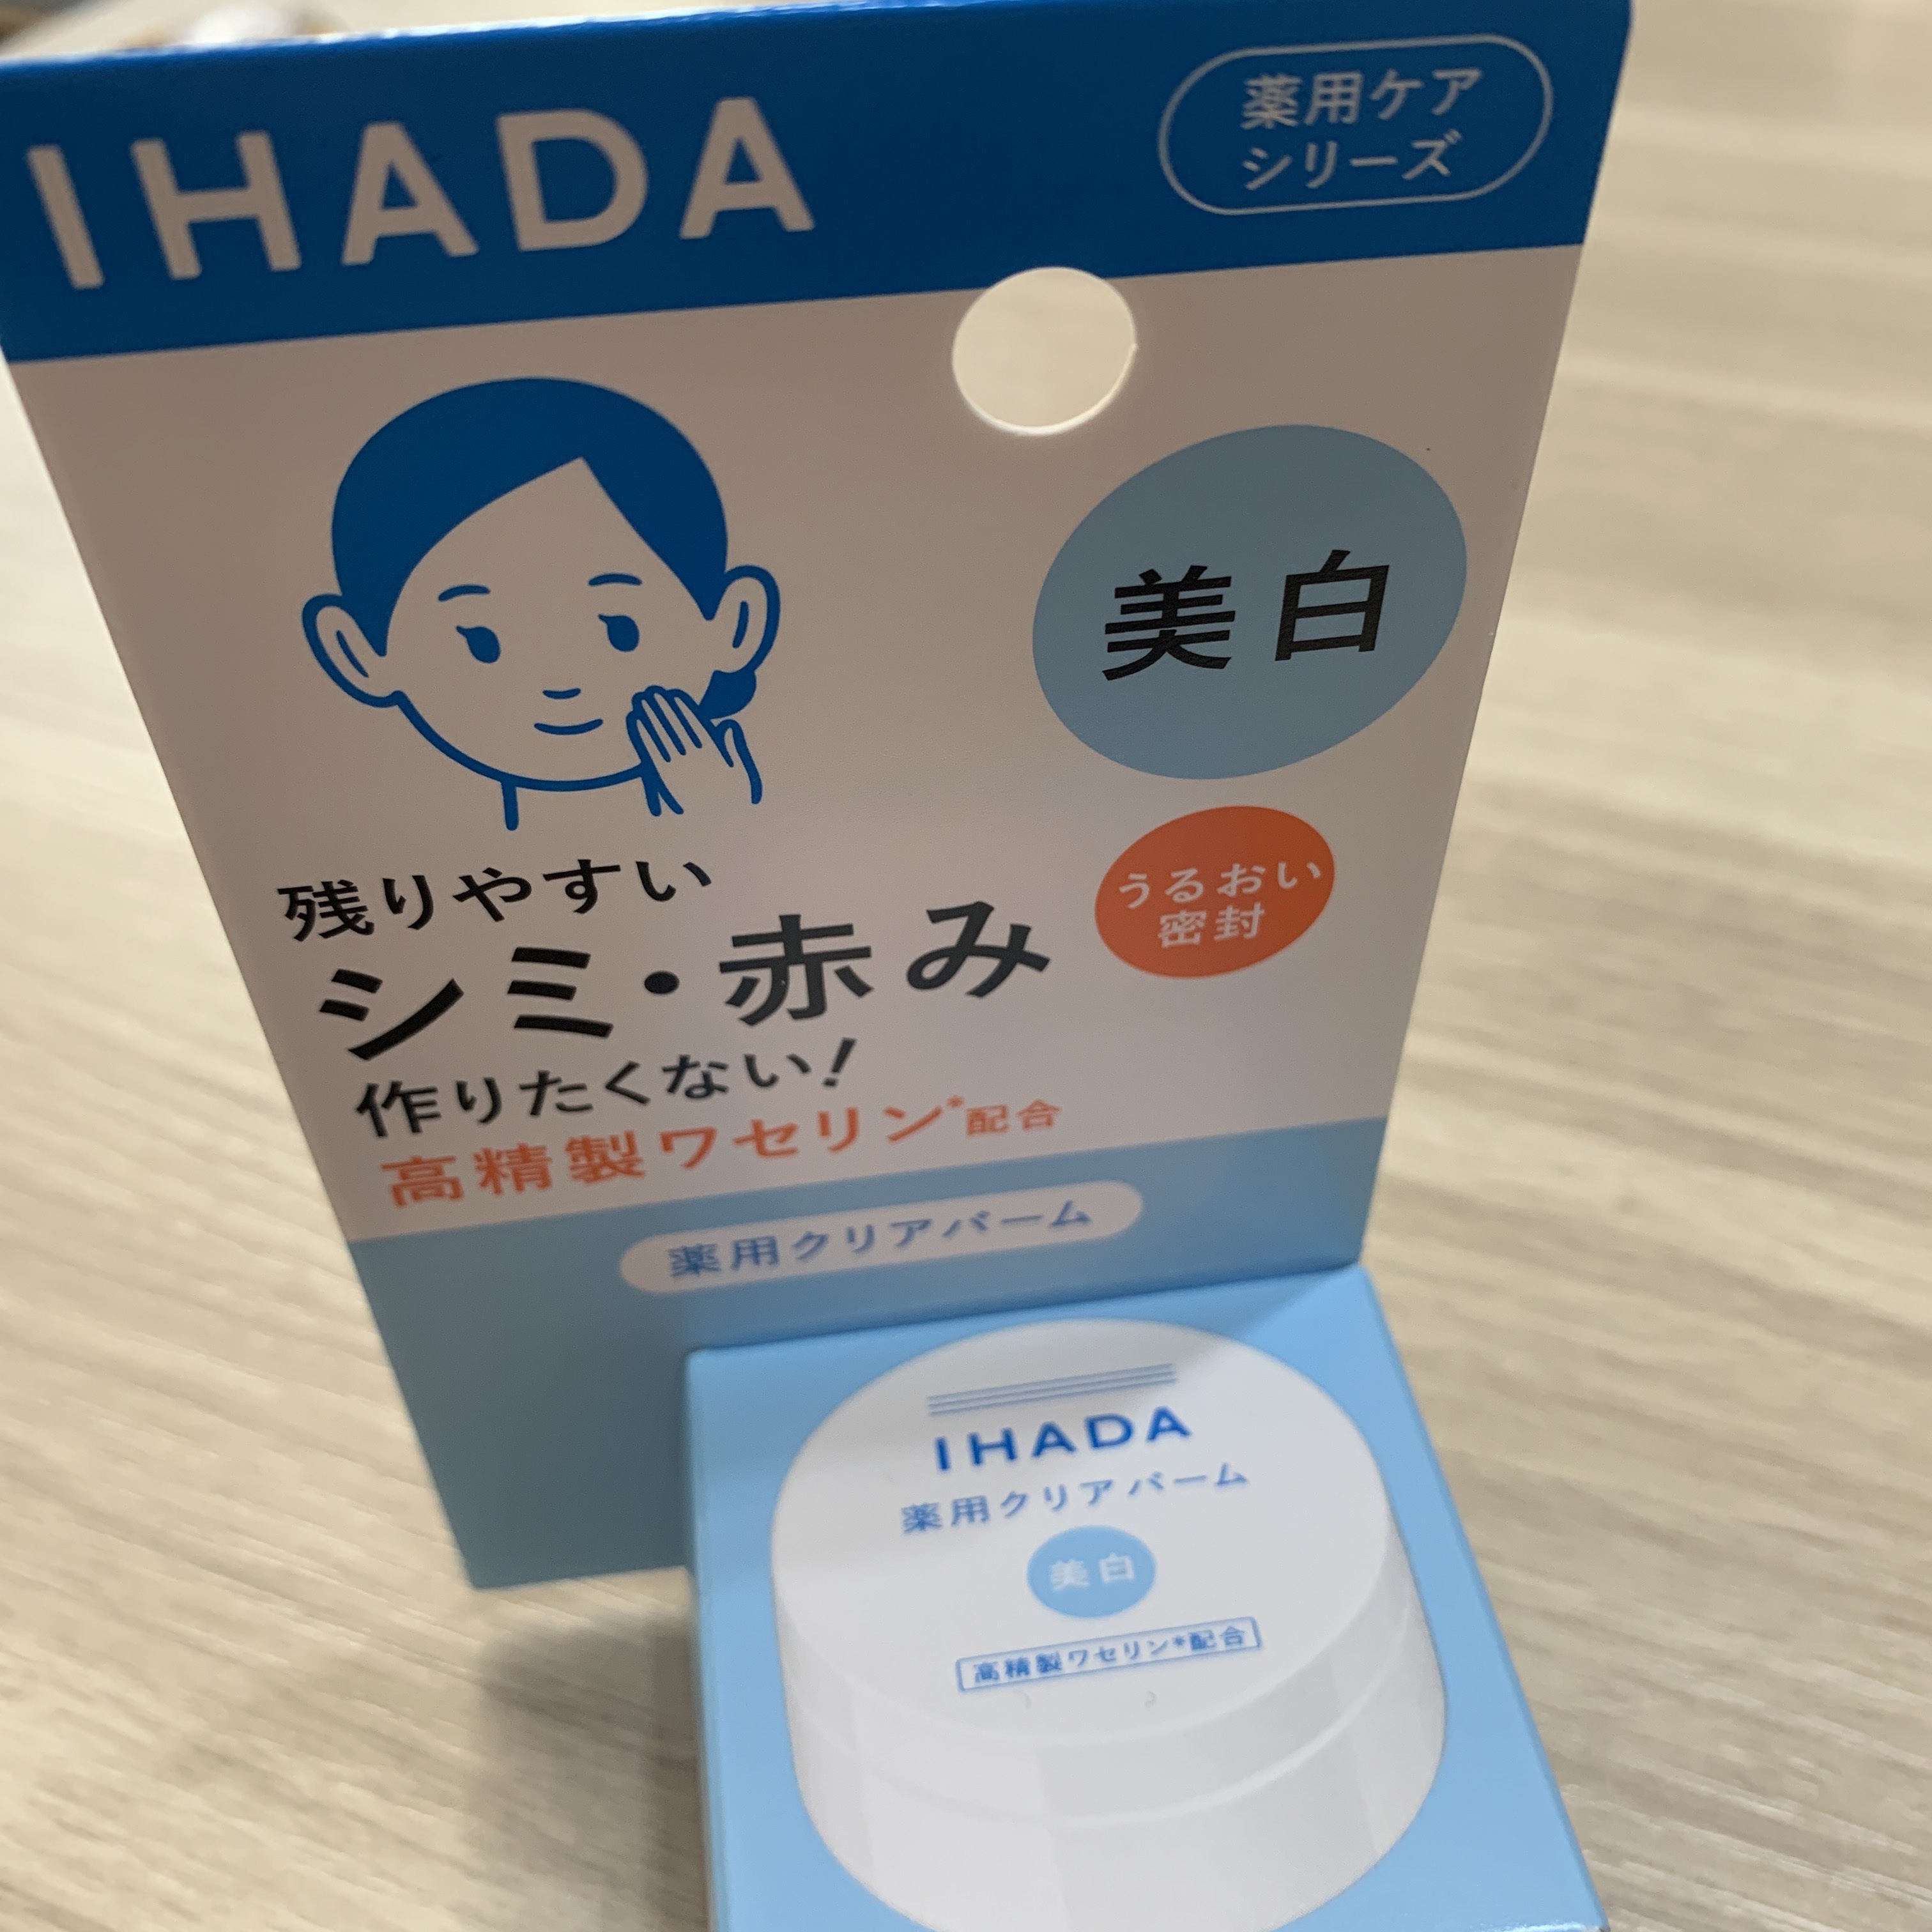 IHADA
薬用ケア
シリーズ
美白
うるおい
密封
残りやすい
シミ・赤み
作りたくない!
高精製ワセリン*配合
薬用クリアバーム
IHADA
薬用クリアバーム
美白
高精製ワセリン*配合